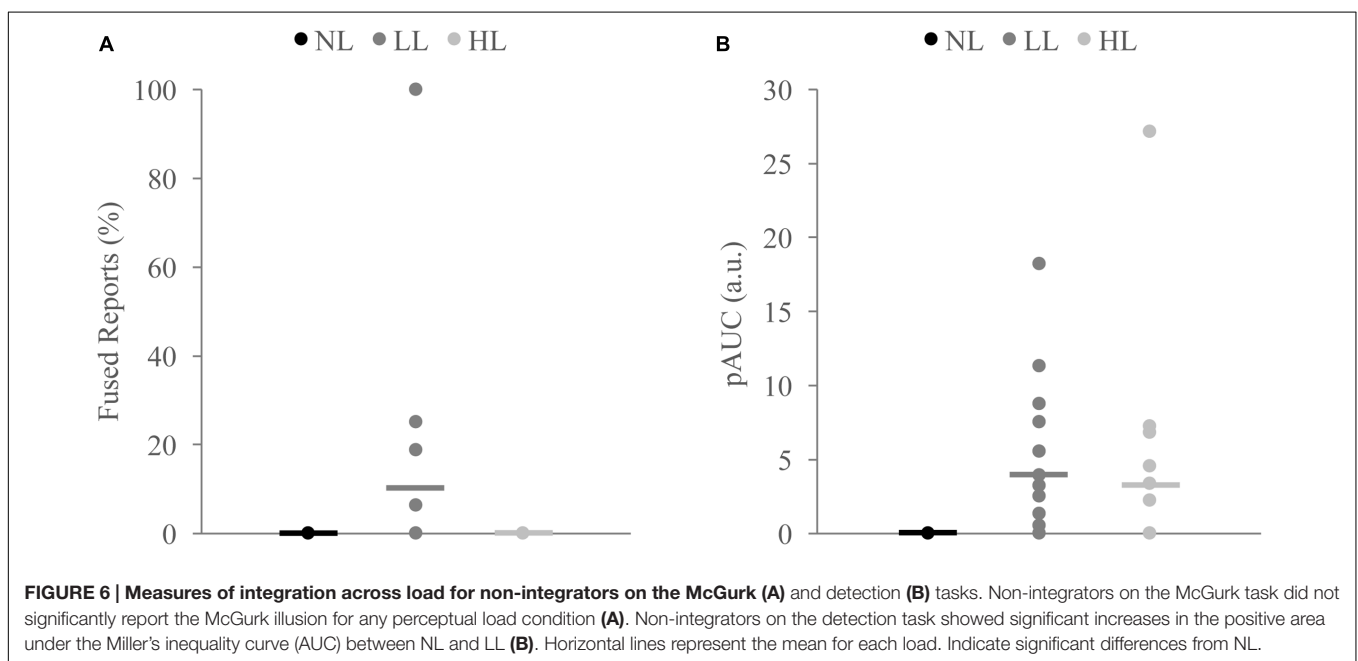 A
NL LL HL
100
80
60
40
20
0
Fused Reports (%)
B
NL LL HL
30
25
20
15
10
5
0
pAUC (a.u.)
FIGURE 6 | Measures of integration across load for non-integrators on the McGurk (A) and detection (B) tasks. Non-integrators on the McGurk task did not
significantly report the McGurk illusion for any perceptual load condition (A). Non-integrators on the detection task showed significant increases in the positive area
under the Miller's inequality curve (AUC) between NL and LL (B). Horizontal lines represent the mean for each load. Indicate significant differences from NL.